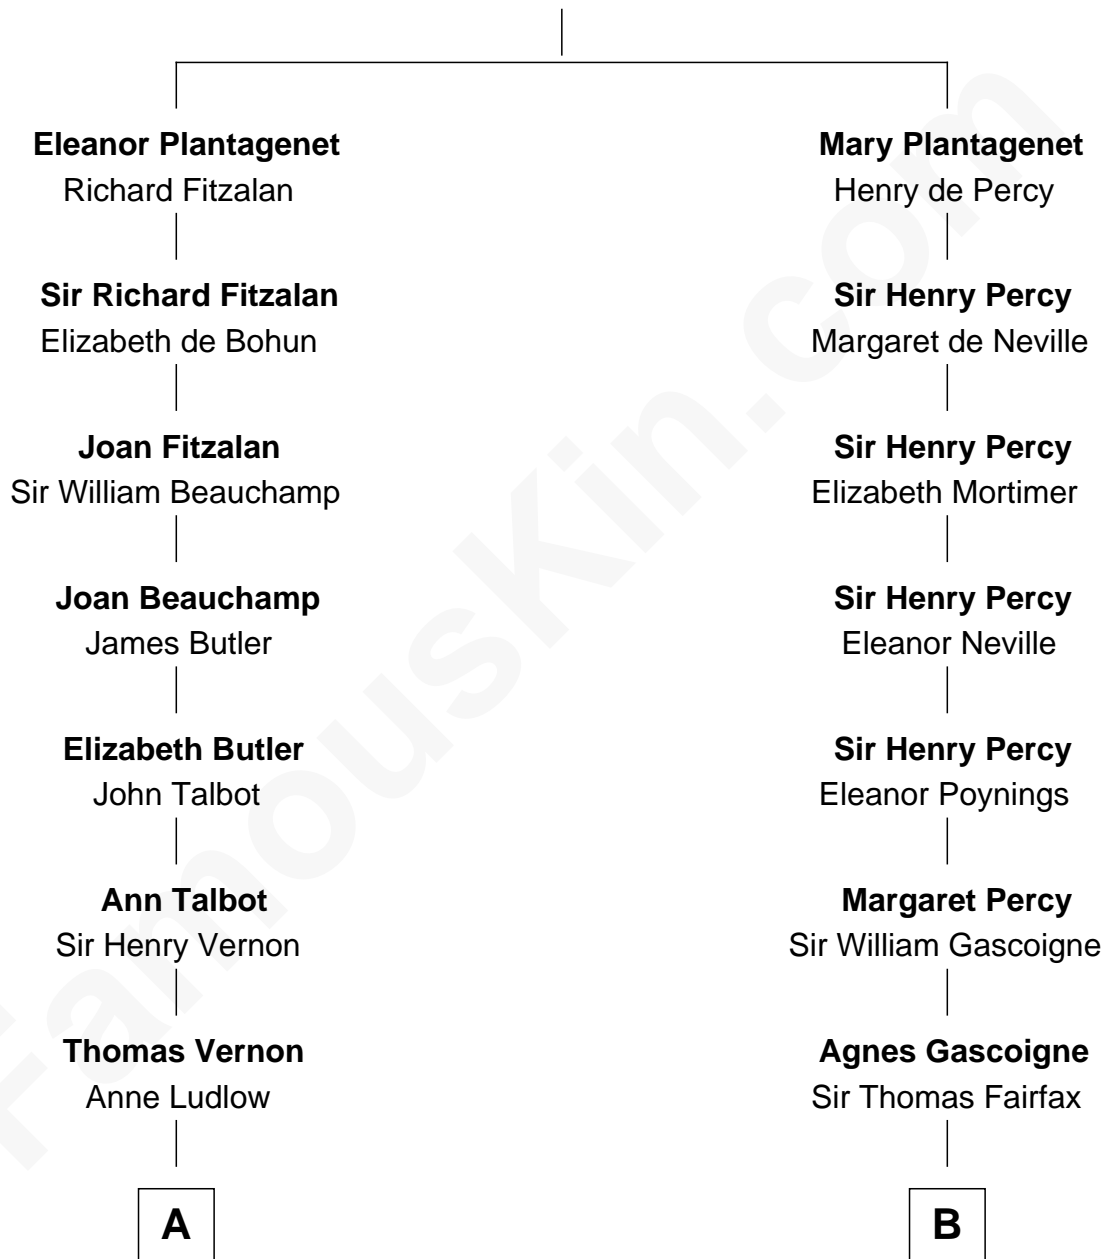 Eleanor Plantagenet
Richard Fitzalan
Sir Richard Fitzalan
Elizabeth de Bohun
Joan Fitzalan
Sir William Beauchamp
Joan Beauchamp
James Butler
Elizabeth Butler
John Talbot
Ann Talbot
Sir Henry Vernon
Thomas Vernon
Anne Ludlow
A
Mary Plantagenet
Henry de Percy
Sir Henry Percy
Margaret de Neville
Sir Henry Percy
Elizabeth Mortimer
Sir Henry Percy
Eleanor Neville
Sir Henry Percy
Eleanor Poynings
Margaret Percy
Sir William Gascoigne
Agnes Gascoigne
Sir Thomas Fairfax
B
FamousKin.com